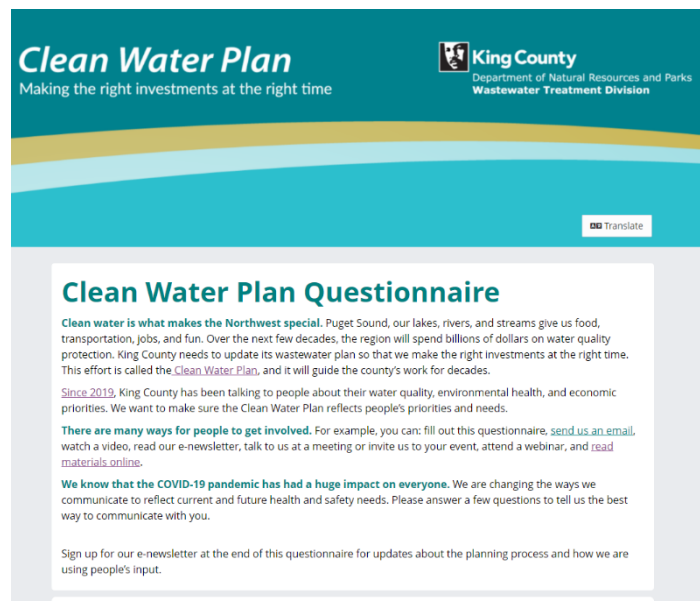 Clean Water Plan
Making the right investments at the right time
King County
Department of Natural Resources and Parks
Wastewater Treatment Division
Translate
Clean Water Plan Questionnaire
Clean water is what makes the Northwest special. Puget Sound, our lakes, rivers, and streams give us food,
transportation, jobs, and fun. Over the next few decades, the region will spend billions of dollars on water quality
protection. King County needs to update its wastewater plan so that we make the right investments at the right time.
This effort is called the Clean Water Plan, and it will guide the county's work for decades.
Since 2019, King County has been talking to people about their water quality, environmental health, and economic
priorities. We want to make sure the Clean Water Plan reflects people's priorities and needs.
There are many ways for people to get involved. For example, you can: fill out this questionnaire, send us an email,
watch a video, read our e-newsletter, talk to us at a meeting or invite us to your event, attend a webinar, and read
materials online.
We know that the COVID-19 pandemic has had a huge impact on everyone. We are changing the ways we
communicate to reflect current and future health and safety needs. Please answer a few questions to tell us the best
way to communicate with you.
Sign up for our e-newsletter at the end of this questionnaire for updates about the planning process and how we are
using people's input.